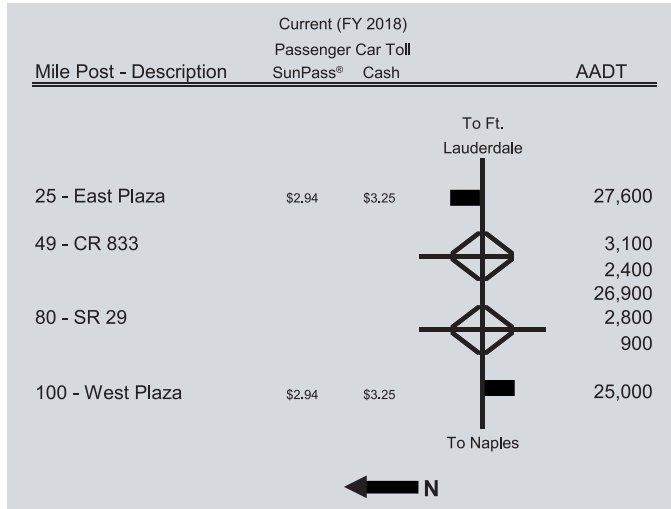 Current (FY 2018)
Passenger Car Toll
Mile Post - Description SunPass® Cash AADT
To Ft.
Lauderdale
25 - East Plaza $2.94 $3.25 27,600
49 - CR 833 3,100
2,400
26,900
80 - SR 29 2,800
900
100 - West Plaza $2.94 $3.25 25,000
To Naples
N